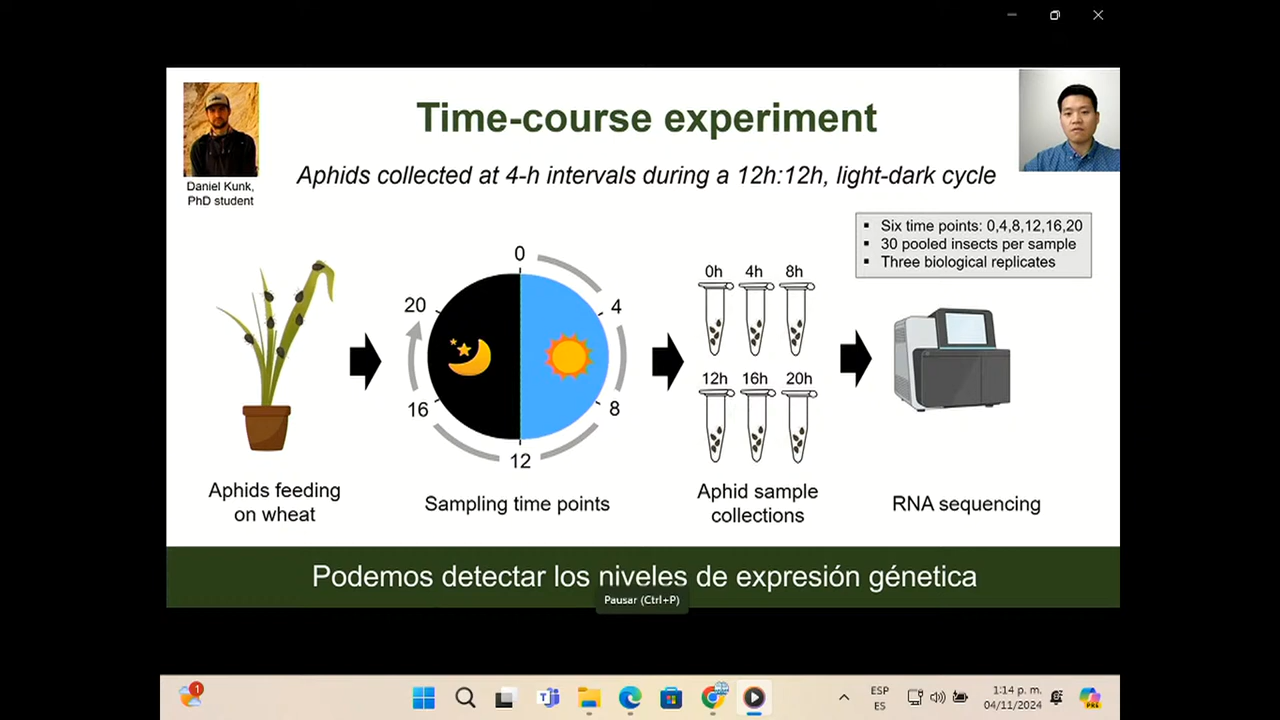 Time-course experiment
Daniel Kunk,
PhD student
Aphids collected at 4-h intervals during a 12h:12h, light-dark cycle
▪ Six time points: 0,4,8,12,16,20
▪ 30 pooled insects per sample
▪ Three biological replicates
0
4
8
12
16
20
0h 4h 8h
12h 16h 20h
Aphids feeding
on wheat
Sampling time points
Aphid sample
collections
RNA sequencing
Podemos detectar los niveles de expresión génetica
Pausar (Ctrl+P)
1
ESP
ES
1:14 p. m.
04/11/2024
PRE